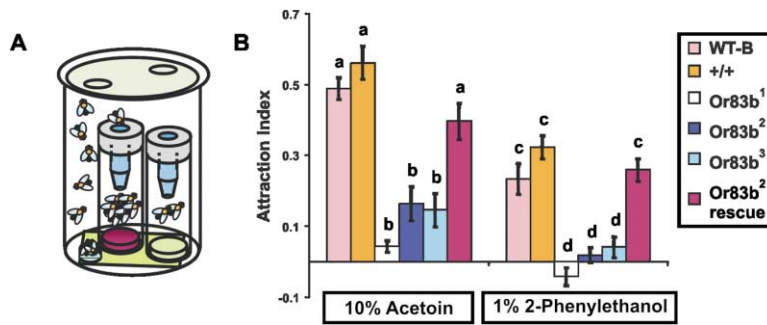 A
B
Attraction Index
0.7
0.5
0.3
0.1
-0.1
a
a
b
b
b
a
c
c
d
d
d
c
10% Acetoin
1% 2-Phenylethanol
WT-B
+/+
Or83b¹
Or83b²
Or83b³
Or83b²
rescue